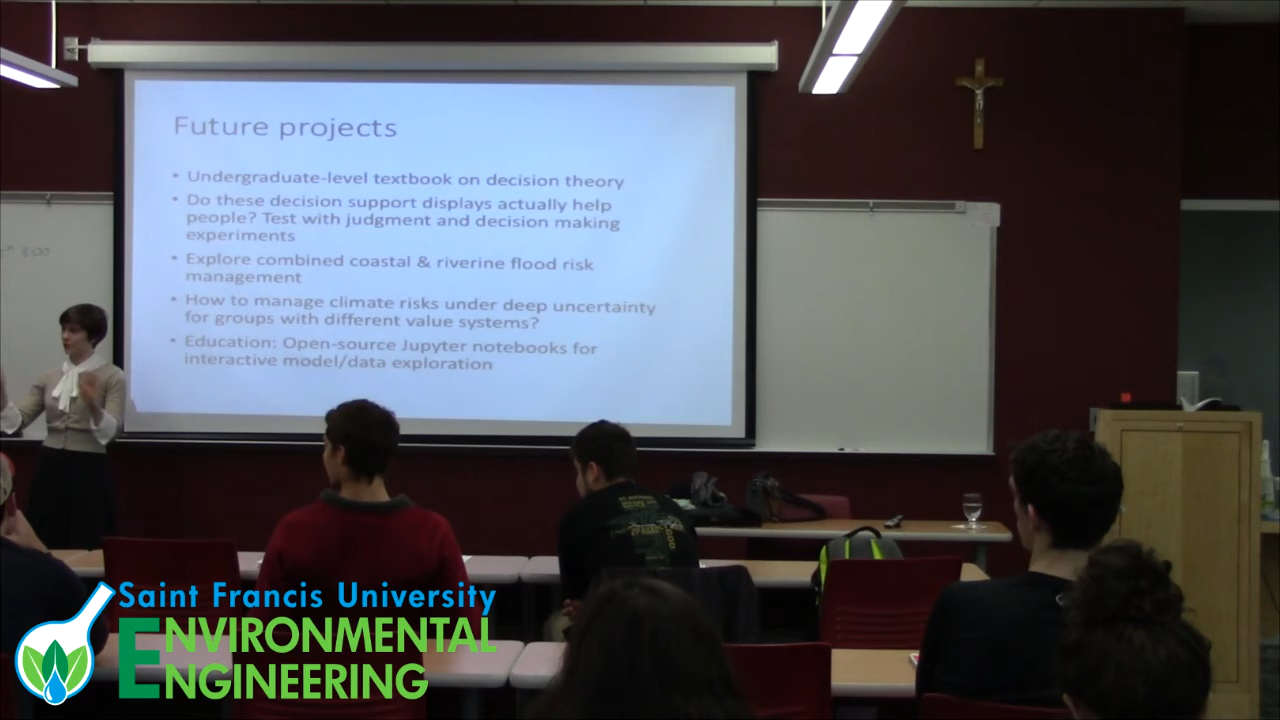 Future projects
• Undergraduate-level textbook on decision theory
• Do these decision support displays actually help
people? Test with judgment and decision making
experiments
• Explore combined coastal & riverine flood risk
management
• How to manage climate risks under deep uncertainty
for groups with different value systems?
• Education: Open-source Jupyter notebooks for
interactive model/data exploration
8:00
Saint Francis University
ENVIRONMENTAL
ENGINEERING